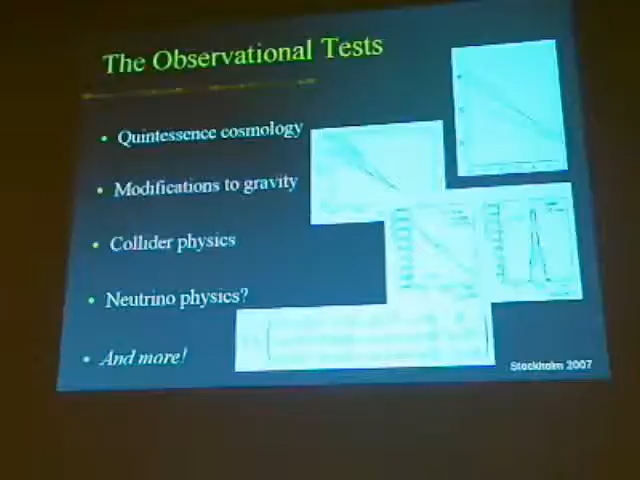 The Observational Tests
Quintessence cosmology
Modifications to gravity
Collider physics
Neutrino physics?
And more!
Stockholm 2007